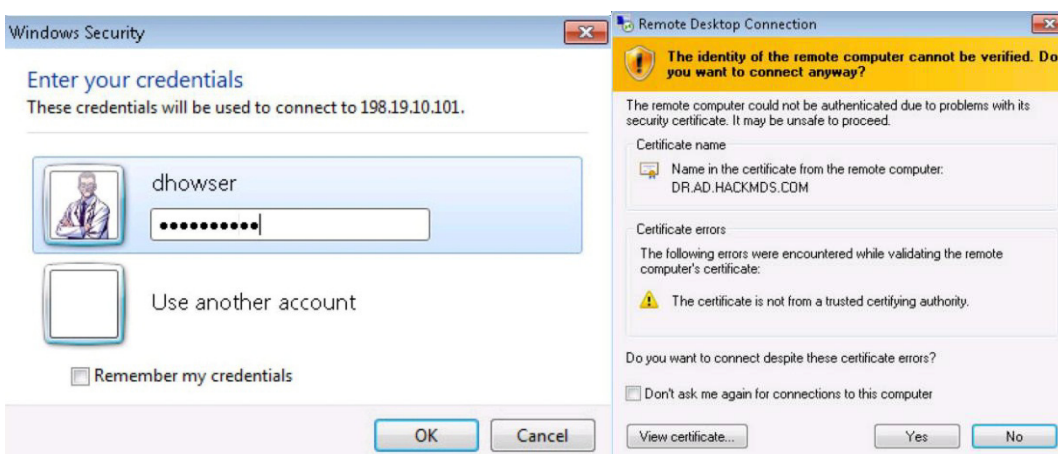 Windows Security
Enter your credentials
These credentials will be used to connect to 198.19.10.101.
dhowser
●●●●●●●●●●
Use another account
Remember my credentials
OK
Cancel
Remote Desktop Connection
The identity of the remote computer cannot be verified. Do
you want to connect anyway?
The remote computer could not be authenticated due to problems with its
security certificate. It may be unsafe to proceed.
Certificate name
Name in the certificate from the remote computer:
DR.AD.HACKMDS.COM
Certificate errors
The following errors were encountered while validating the remote
computer's certificate:
The certificate is not from a trusted certifying authority.
Do you want to connect despite these certificate errors?
Don't ask me again for connections to this computer
View certificate...
Yes
No